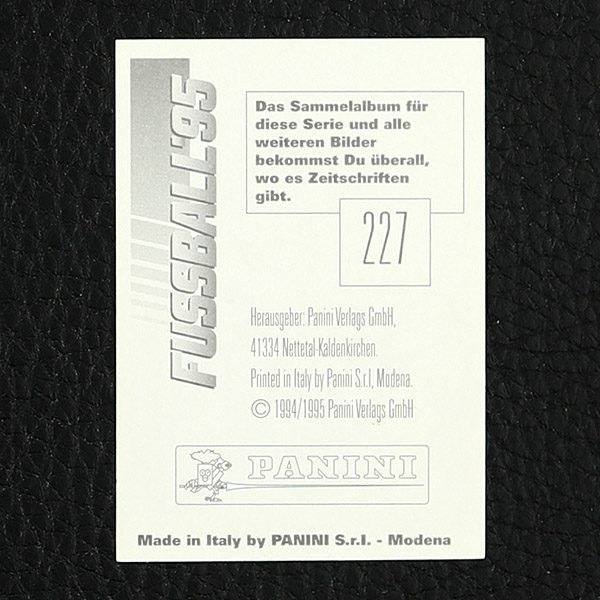 FUSSBALL'95
Das Sammelalbum für
diese Serie und alle
weiteren Bilder
bekommst Du überall,
wo es Zeitschriften
gibt.
227
Herausgeber: Panini Verlags GmbH,
41334 Nettetal-Kaldenkirchen.
Printed in Italy by Panini S.r.l, Modena.
© 1994/1995 Panini Verlags GmbH
PANINI
Made in Italy by PANINI S.r.l. - Modena